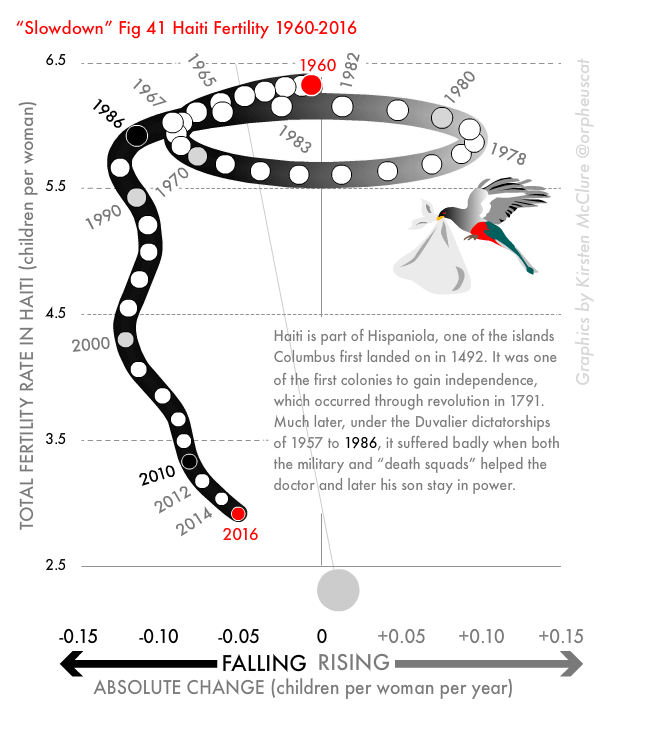 “Slowdown” Fig 41 Haiti Fertility 1960-2016
6.5
5.5
4.5
3.5
2.5
TOTAL FERTILITY RATE IN HAITI (children per woman)
1960
1982
1965
1967
1986
1980
1983
1978
1970
1990
2000
2010
2012
2014
2016
Graphics by Kirsten McClure @orpheuscat
Haiti is part of Hispaniola, one of the islands
Columbus first landed on in 1492. It was one
of the first colonies to gain independence,
which occurred through revolution in 1791.
Much later, under the Duvalier dictatorships
of 1957 to 1986, it suffered badly when both
the military and “death squads” helped the
doctor and later his son stay in power.
-0.15
-0.10
-0.05
0
+0.05
+0.10
+0.15
FALLING RISING
ABSOLUTE CHANGE (children per woman per year)